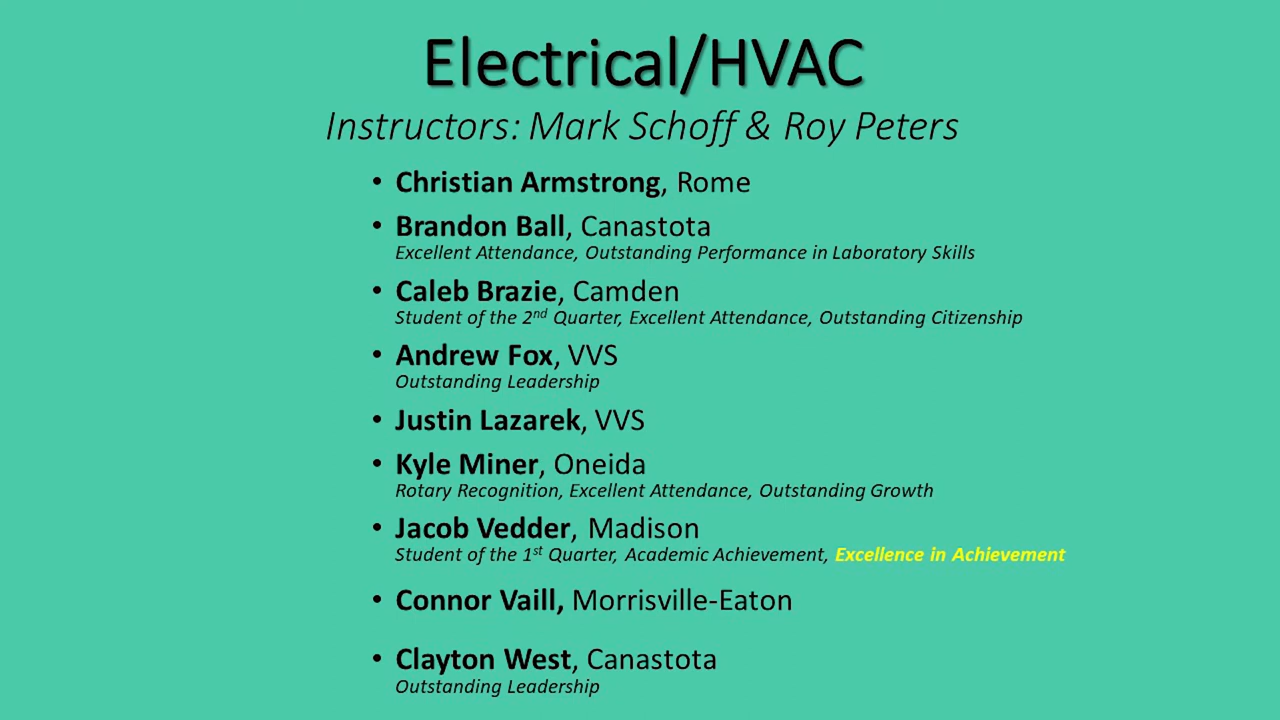 Electrical/HVAC
Instructors: Mark Schoff & Roy Peters
• Christian Armstrong, Rome
• Brandon Ball, Canastota
Excellent Attendance, Outstanding Performance in Laboratory Skills
• Caleb Brazie, Camden
Student of the 2nd Quarter, Excellent Attendance, Outstanding Citizenship
• Andrew Fox, VVS
Outstanding Leadership
• Justin Lazarek, VVS
• Kyle Miner, Oneida
Rotary Recognition, Excellent Attendance, Outstanding Growth
• Jacob Vedder, Madison
Student of the 1st Quarter, Academic Achievement, Excellence in Achievement
• Connor Vaill, Morrisville-Eaton
• Clayton West, Canastota
Outstanding Leadership